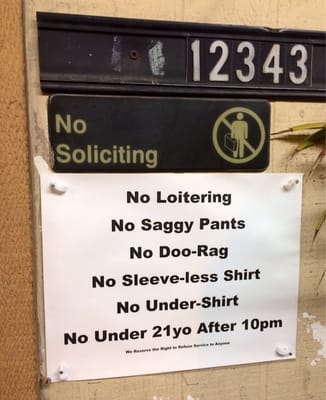 12343
No
Soliciting
No Loitering
No Saggy Pants
No Doo-Rag
No Sleeve-less Shirt
No Under-Shirt
No Under 21yo After 10pm
We Reserve the Right to Refuse Service to Anyone